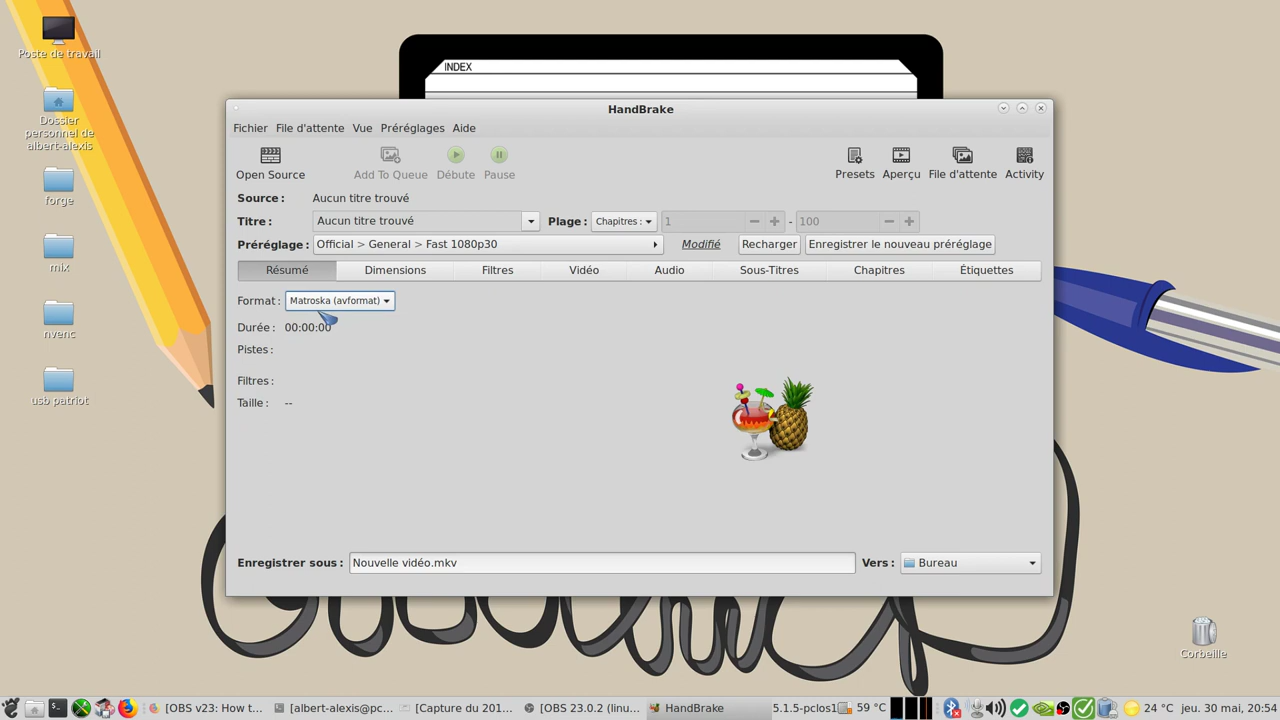 Poste de travail
Dossier
personnel de
albert-alexis
forge
mix
nvenc
usb patriot
INDEX
HandBrake
Fichier File d'attente Vue Préréglages Aide
Open Source Add To Queue Débute Pause Presets Aperçu File d'attente Activity
Source : Aucun titre trouvé
Titre : Aucun titre trouvé Plage : Chapitres : 1 - 100
Préréglage : Official > General > Fast 1080p30 Modifié Recharger Enregistrer le nouveau préréglage
Résumé Dimensions Filtres Vidéo Audio Sous-Titres Chapitres Étiquettes
Format : Matroska (avformat)
Durée : 00:00:00
Pistes :
Filtres :
Taille : --
Enregistrer sous : Nouvelle vidéo.mkv Vers : Bureau
Corbeille
[OBS v23 How t... [albert-alexis@pc... [Capture du 201... [OBS 23.0.2 (linu... HandBrake 5.1.5-pclos1 59 °C 24 °C jeu. 30 mai, 20:54